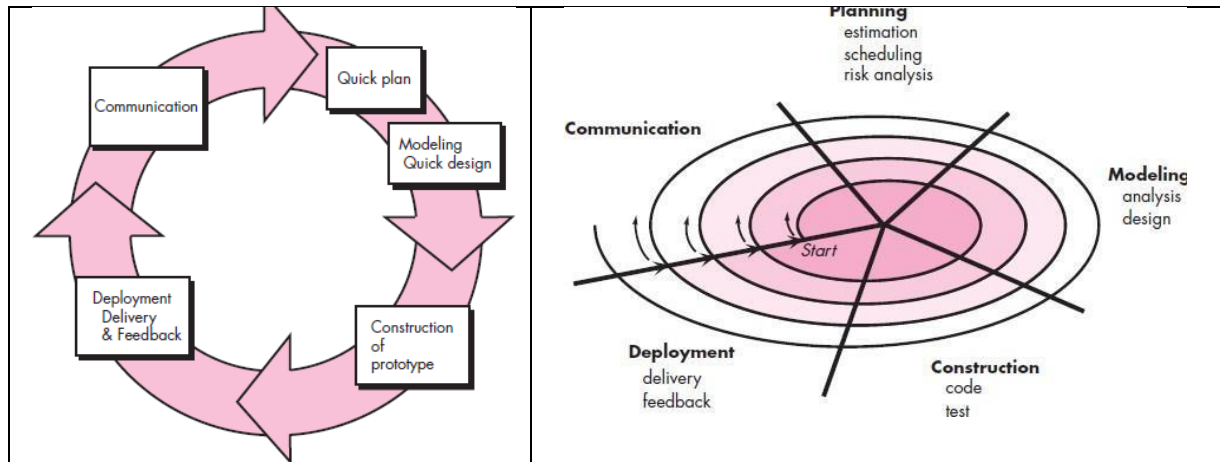 Communication
Quick plan
Modeling
Quick design
Construction
of
prototype
Deployment
Delivery
& Feedback
Planning
estimation
scheduling
risk analysis
Communication
Modeling
analysis
design
Start
Deployment
delivery
feedback
Construction
code
test